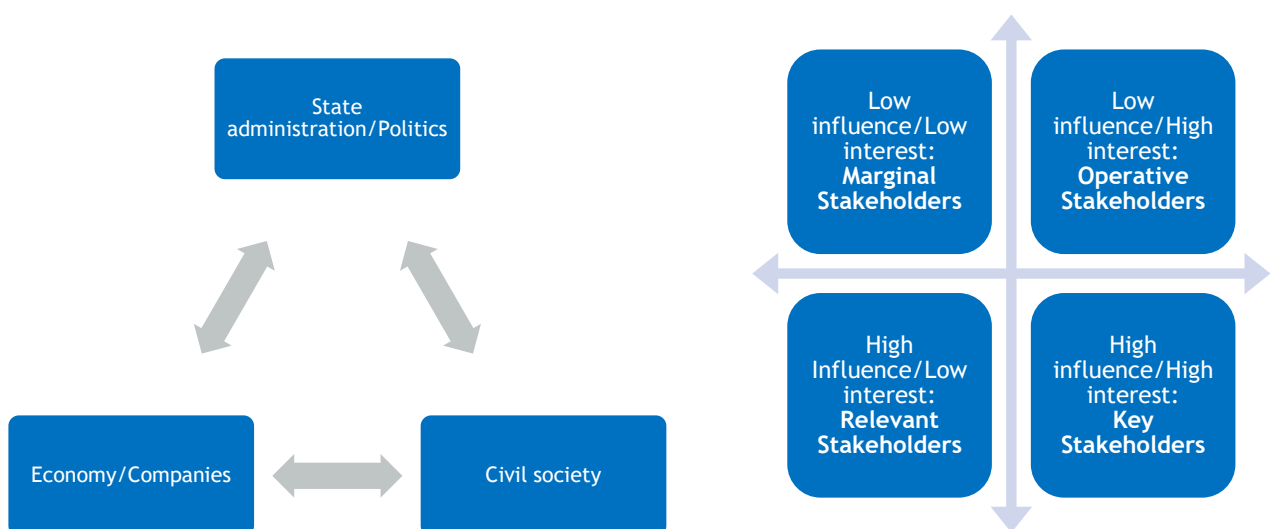 State
administration/Politics
Economy/Companies
Civil society
Low
influence/Low
interest:
Marginal
Stakeholders
Low
influence/High
interest:
Operative
Stakeholders
High
Influence/Low
interest:
Relevant
Stakeholders
High
influence/High
interest:
Key
Stakeholders